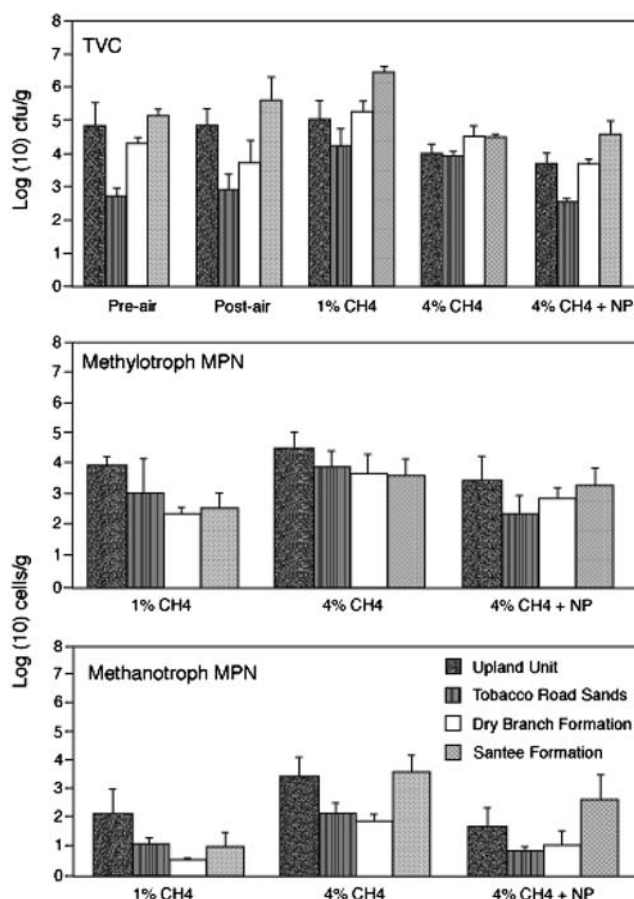 TVC
Log (10) cfu/g
8
7
6
5
4
3
2
1
0
Pre-air Post-air 1% CH4 4% CH4 4% CH4 + NP
Methylotroph MPN
Log (10) cells/g
8
7
6
5
4
3
2
1
0
1% CH4 4% CH4 4% CH4 + NP
Methanotroph MPN
8
7
6
5
4
3
2
1
0
Upland Unit
Tobacco Road Sands
Dry Branch Formation
Santee Formation
1% CH4 4% CH4 4% CH4 + NP